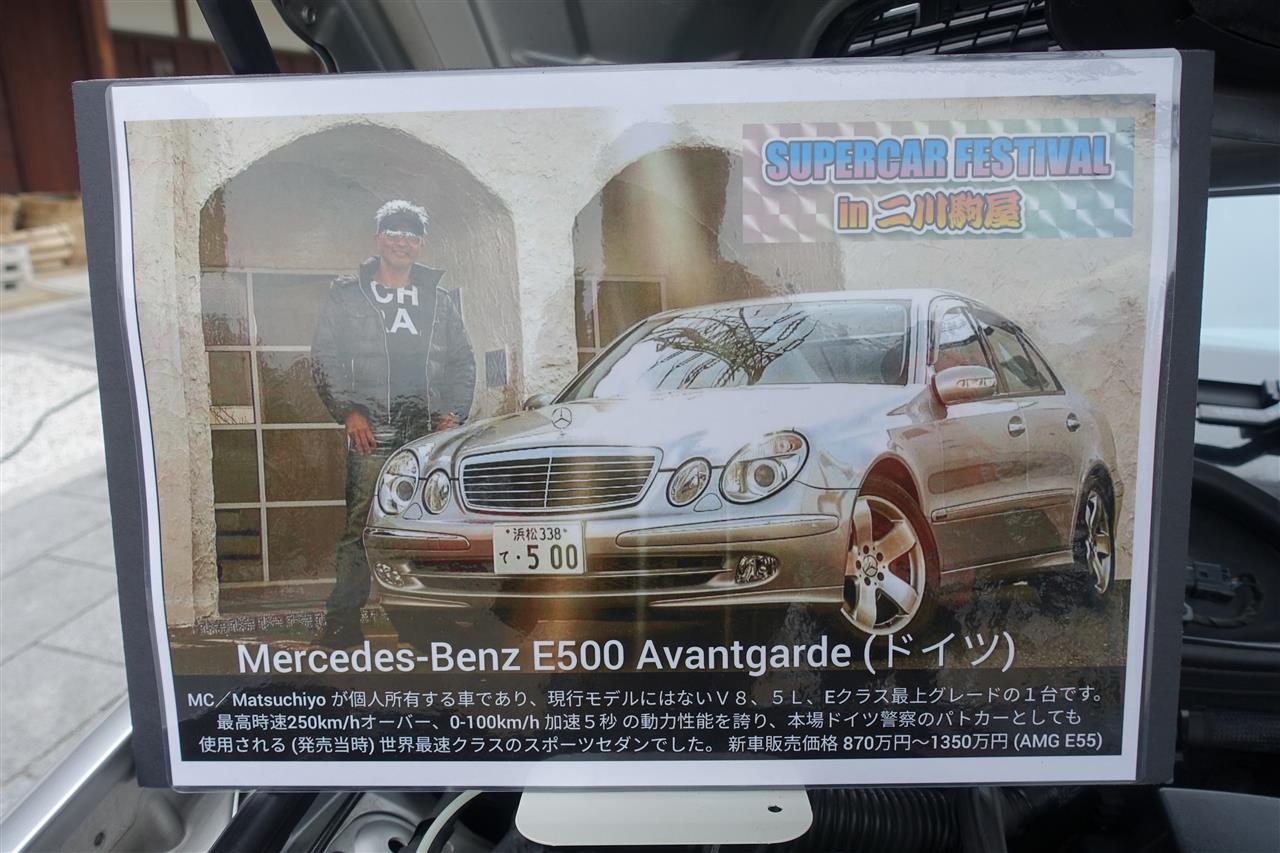 SUPERCAR FESTIVAL
in 二川駒屋
CH
RA
浜松 338
て ・500
Mercedes-Benz E500 Avantgarde (ドイツ)
MC／Matsuchiyo が個人所有する車であり、現行モデルにはないＶ８、５Ｌ、Eクラス最上グレードの１台です。
最高時速250km/hオーバー、0-100km/h 加速５秒 の動力性能を誇り、本場ドイツ警察のパトカーとしても
使用される (発売当時) 世界最速クラスのスポーツセダンでした。 新車販売価格 870万円～1350万円 (AMG E55)